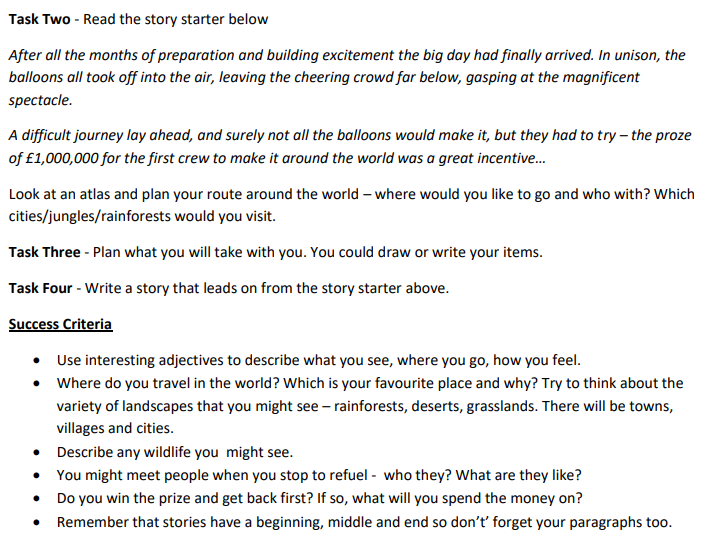 Task Two - Read the story starter below
After all the months of preparation and building excitement the big day had finally arrived. In unison, the
balloons all took off into the air, leaving the cheering crowd far below, gasping at the magnificent
spectacle.
A difficult journey lay ahead, and surely not all the balloons would make it, but they had to try – the proze
of £1,000,000 for the first crew to make it around the world was a great incentive...
Look at an atlas and plan your route around the world – where would you like to go and who with? Which
cities/jungles/rainforests would you visit.
Task Three - Plan what you will take with you. You could draw or write your items.
Task Four - Write a story that leads on from the story starter above.
Success Criteria
• Use interesting adjectives to describe what you see, where you go, how you feel.
• Where do you travel in the world? Which is your favourite place and why? Try to think about the
variety of landscapes that you might see – rainforests, deserts, grasslands. There will be towns,
villages and cities.
• Describe any wildlife you  might see.
• You might meet people when you stop to refuel -  who they? What are they like?
• Do you win the prize and get back first? If so, what will you spend the money on?
• Remember that stories have a beginning, middle and end so don't' forget your paragraphs too.